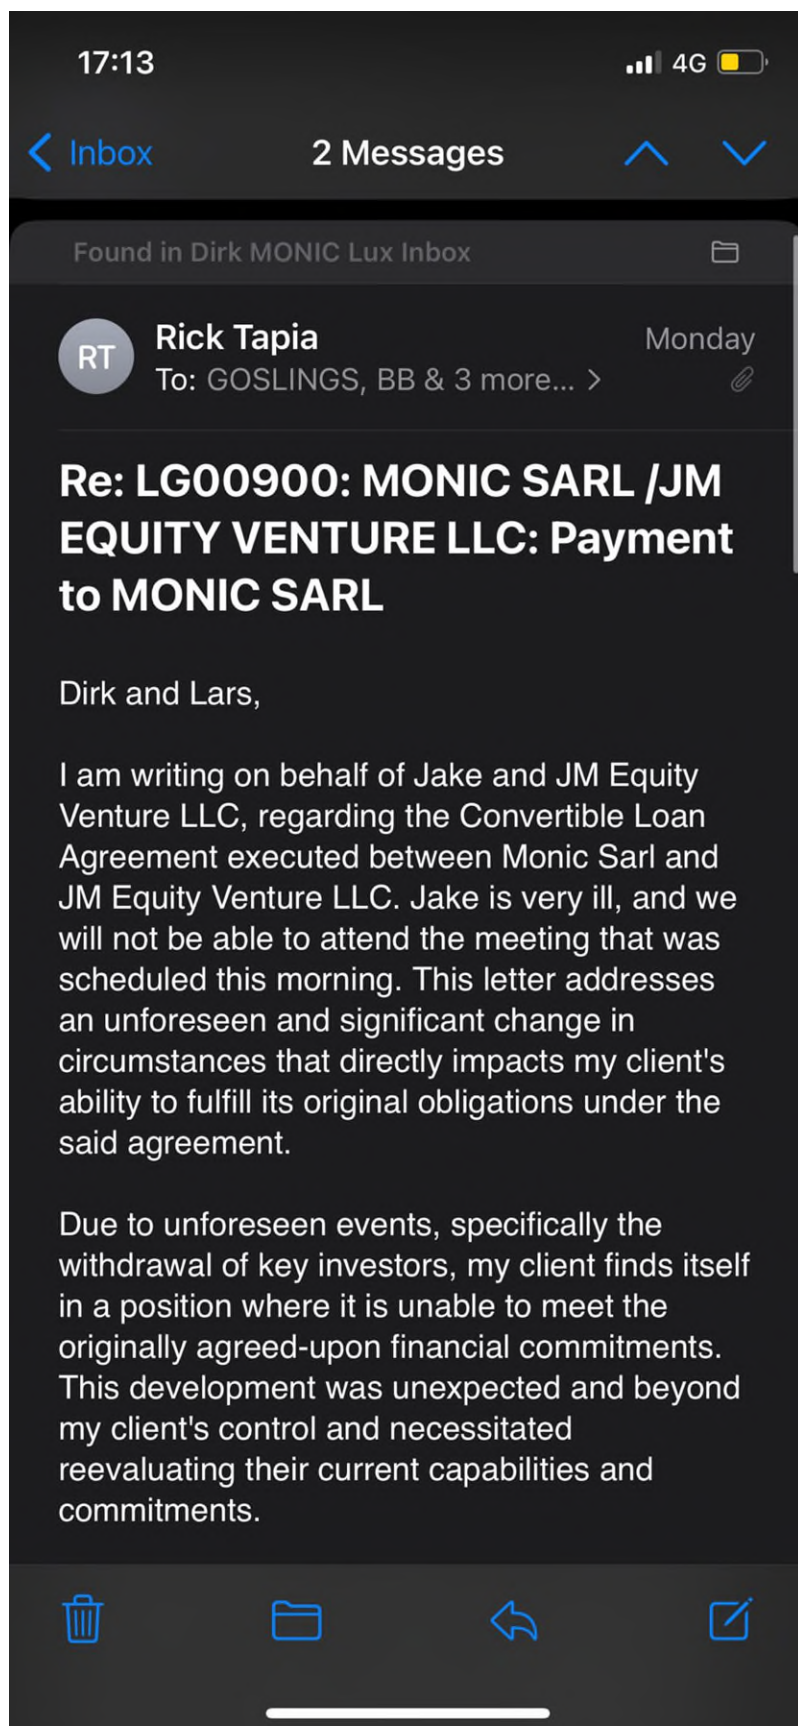 17:13
4G
Inbox
2 Messages
Found in Dirk MONIC Lux Inbox
RT
Rick Tapia
Monday
To: GOSLINGS, BB & 3 more... >
Re: LG00900: MONIC SARL /JM
EQUITY VENTURE LLC: Payment
to MONIC SARL
Dirk and Lars,
I am writing on behalf of Jake and JM Equity
Venture LLC, regarding the Convertible Loan
Agreement executed between Monic Sarl and
JM Equity Venture LLC. Jake is very ill, and we
will not be able to attend the meeting that was
scheduled this morning. This letter addresses
an unforeseen and significant change in
circumstances that directly impacts my client's
ability to fulfill its original obligations under the
said agreement.
Due to unforeseen events, specifically the
withdrawal of key investors, my client finds itself
in a position where it is unable to meet the
originally agreed-upon financial commitments.
This development was unexpected and beyond
my client's control and necessitated
reevaluating their current capabilities and
commitments.